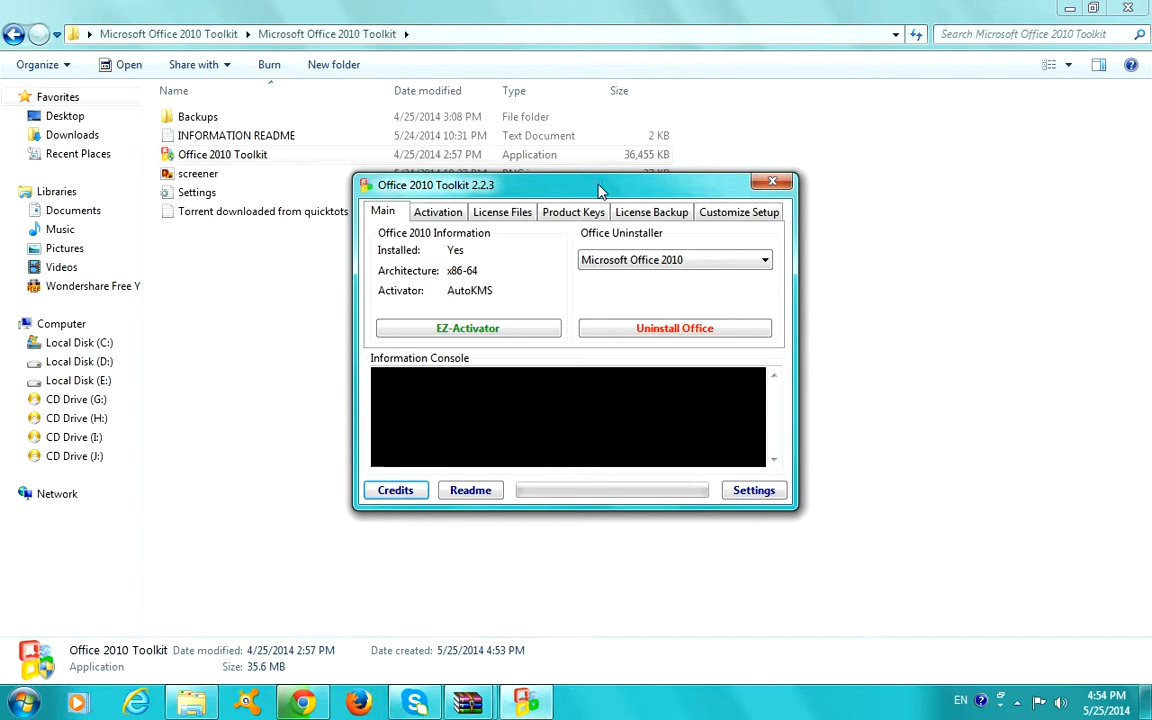 Microsoft Office 2010 Toolkit
Microsoft Office 2010 Toolkit
Search Microsoft Office 2010 Toolkit
Organize
Open
Share with
Burn
New folder
Name
Date modified
Type
Size
Favorites
Desktop
Downloads
Recent Places
Libraries
Documents
Music
Pictures
Videos
Wondershare Free Y
Computer
Local Disk (C:)
Local Disk (D:)
Local Disk (E:)
CD Drive (G:)
CD Drive (H:)
CD Drive (I:)
CD Drive (J:)
Network
Backups 4/25/2014 3:08 PM File folder
INFORMATION README 5/24/2014 10:31 PM Text Document 2 KB
Office 2010 Toolkit 4/25/2014 2:57 PM Application 36,455 KB
screener
Settings
Torrent downloaded from quicktots
Office 2010 Toolkit 2.2.3
Main Activation License Files Product Keys License Backup Customize Setup
Office 2010 Information
Installed: Yes
Architecture: x86-64
Activator: AutoKMS
EZ-Activator
Office Uninstaller
Microsoft Office 2010
Uninstall Office
Information Console
Credits
Readme
Settings
Office 2010 Toolkit Date modified: 4/25/2014 2:57 PM Date created: 5/25/2014 4:53 PM
Application Size: 35.6 MB
EN
4:54 PM
5/25/2014